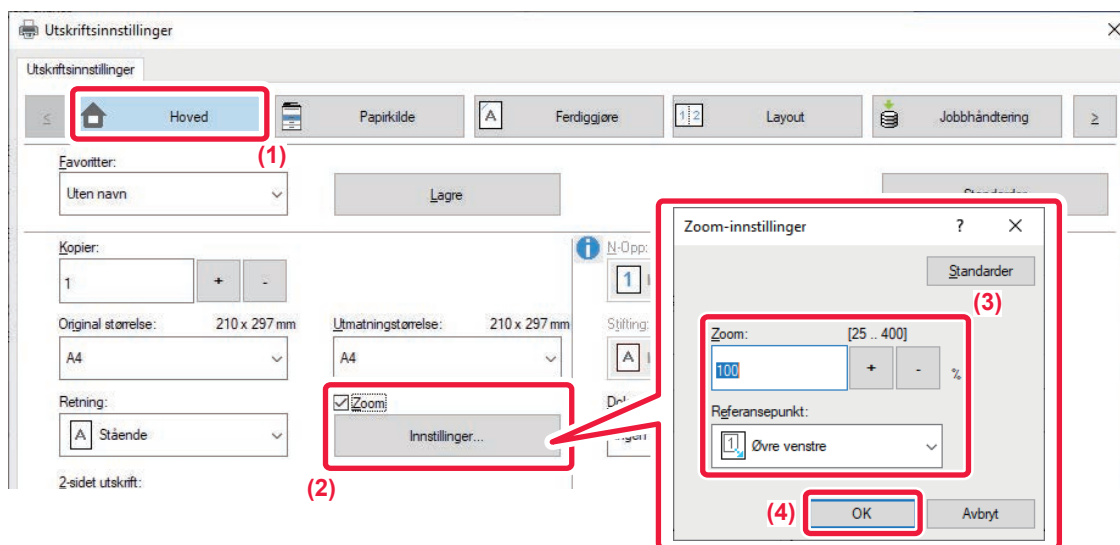 Utskriftsinnstillinger
Utskriftsinnstillinger
< Hoved Papirkilde Ferdiggjøre Layout Jobbhåndtering >
(1)
Favoritter:
Uten navn Lagre
Kopier: N-Opp:
1 + -
Original størrelse: 210 x 297 mm Utmatningstørrelse: 210 x 297 mm Stifting:
A4 A4
Retning: Zoom
Stående Innstillinger...
(2)
2-sidet utskrift:
Zoom-innstillinger ? X
Standarder
(3)
Zoom: [25 .. 400]
100 + - %
Referansepunkt:
Øvre venstre
(4) OK Avbryt